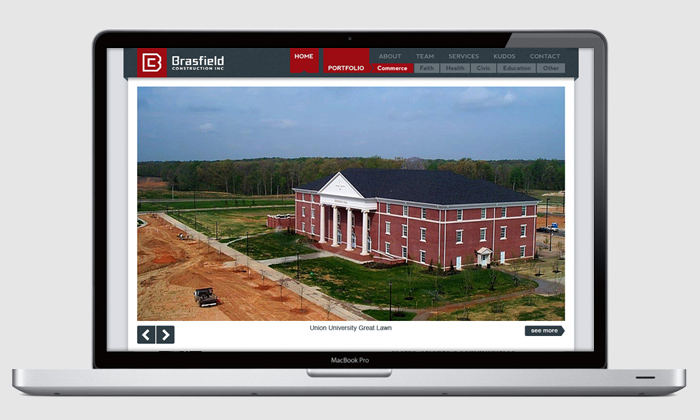 Brasfield
CONSTRUCTION INC
HOME
ABOUT TEAM SERVICES KUDOS CONTACT
PORTFOLIO Commerce Faith Health Civic Education Other
Union University Great Lawn
see more
MacBook Pro